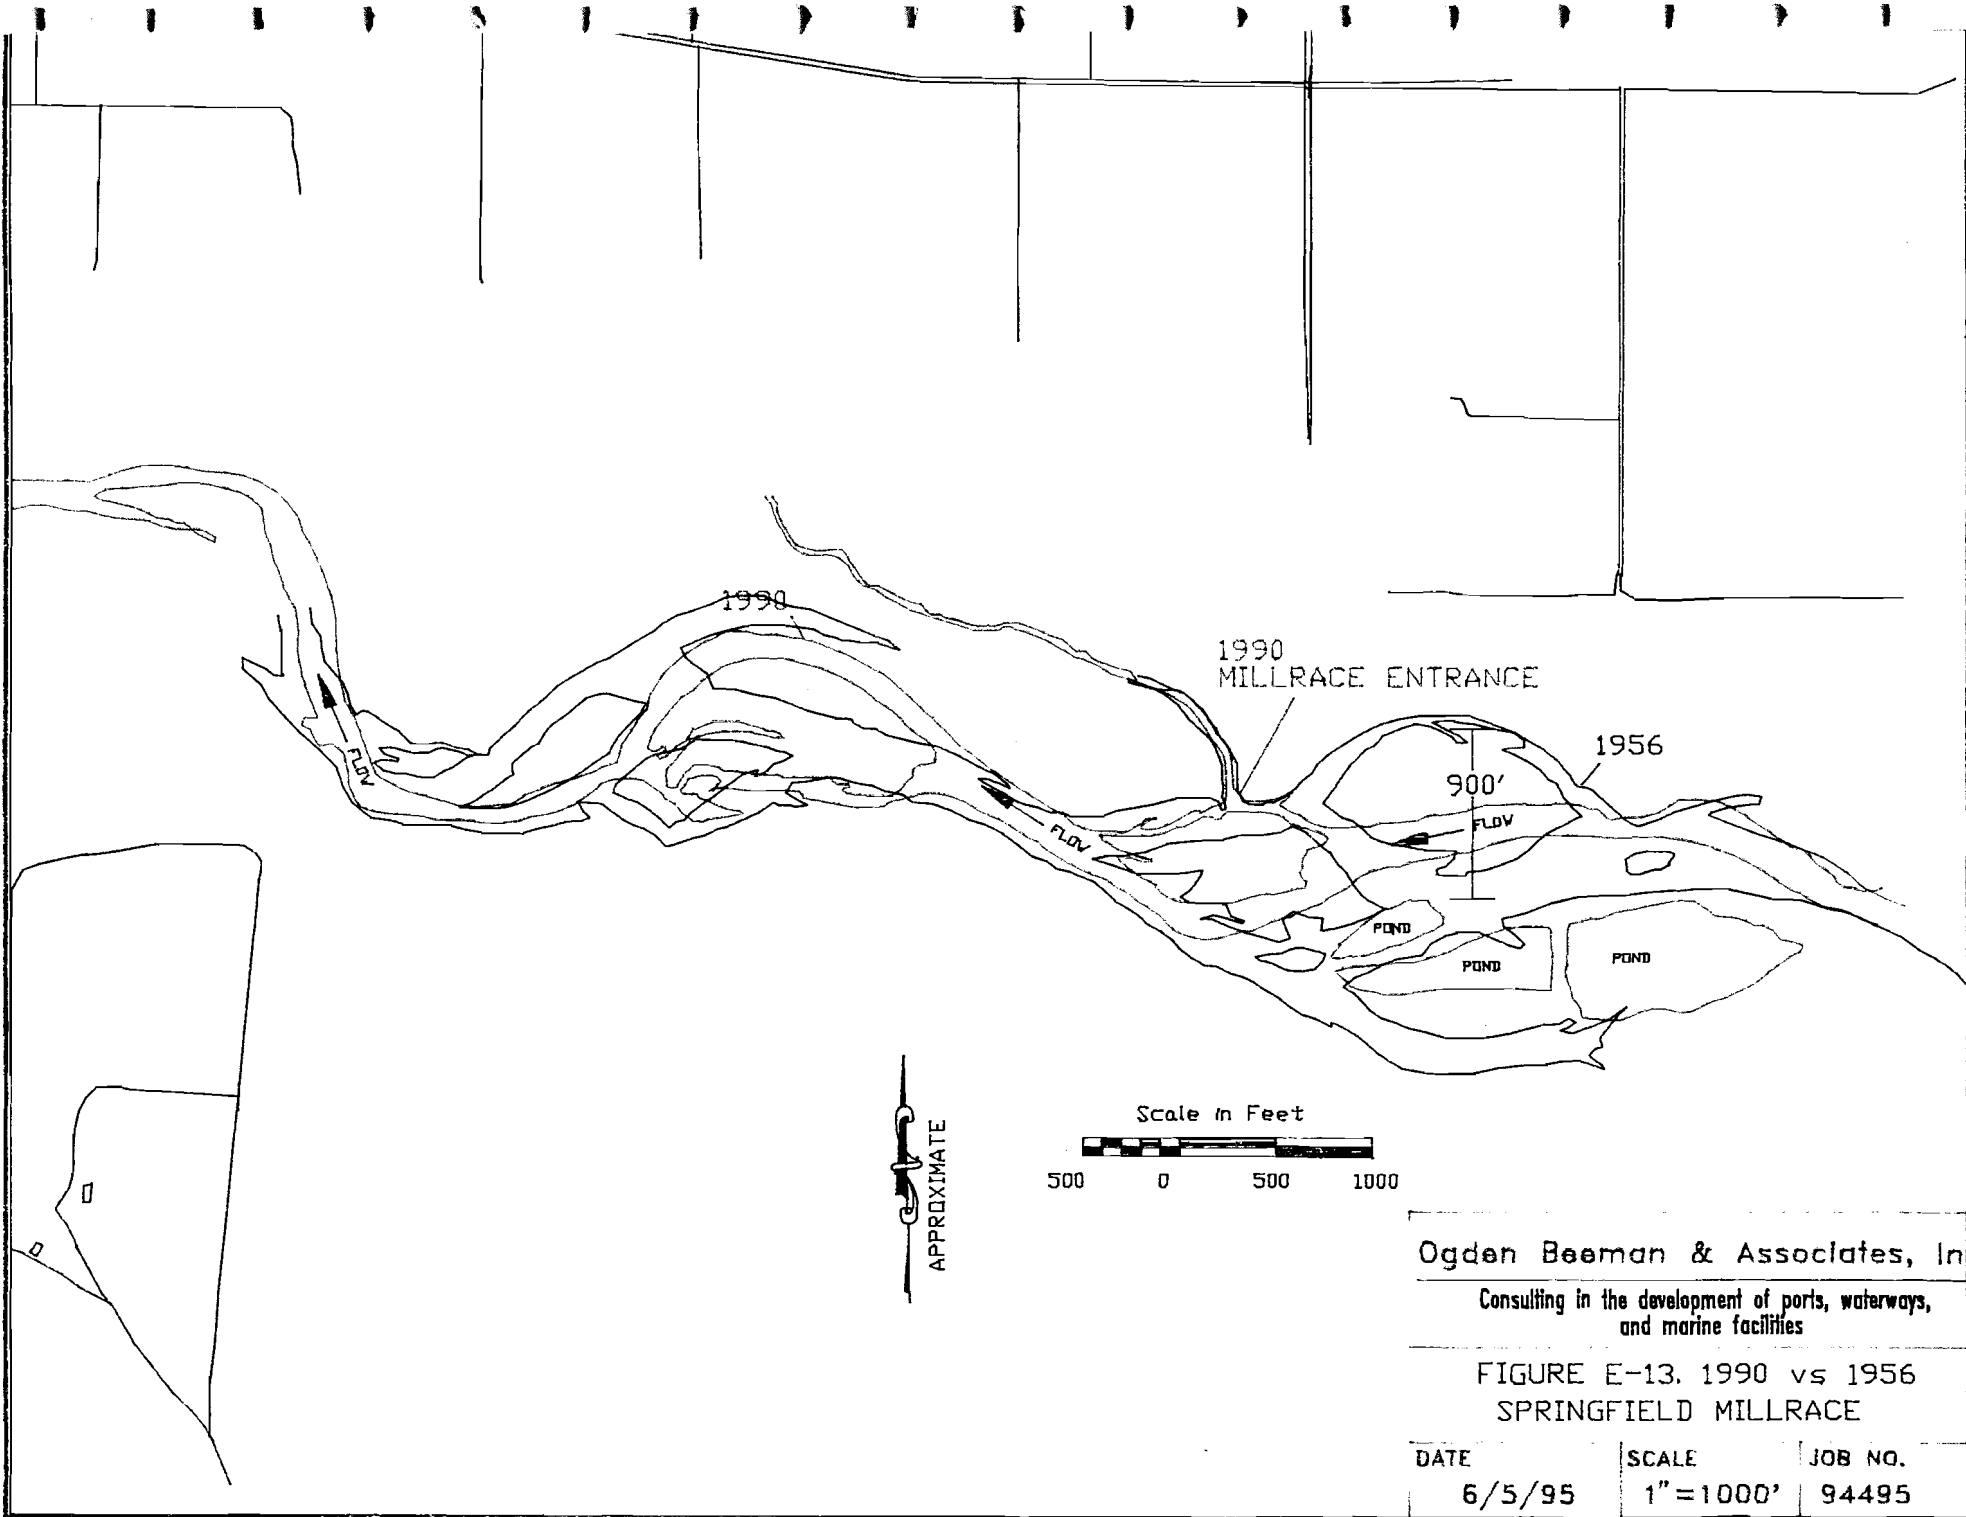 1990
1990
MILLRACE ENTRANCE
1956
900'
FLOW
FLOW
FLOW
POND
POND
POND
APPROXIMATE
Scale in Feet
500 0 500 1000
Ogden Beeman & Associates, In
Consulting in the development of ports, waterways,
and marine facilities
FIGURE E-13. 1990 vs 1956
SPRINGFIELD MILLRACE
DATE SCALE JOB NO.
6/5/95 1"=1000' 94495